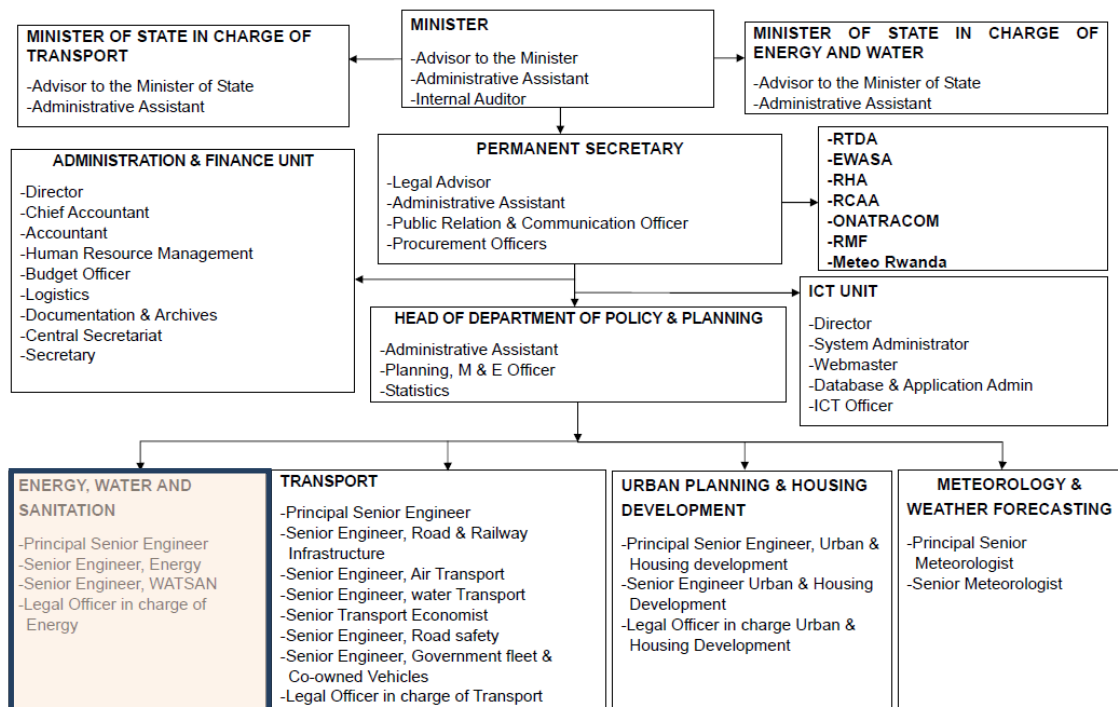 MINISTER OF STATE IN CHARGE OF
TRANSPORT
-Advisor to the Minister of State
-Administrative Assistant
MINISTER
-Advisor to the Minister
-Administrative Assistant
-Internal Auditor
MINISTER OF STATE IN CHARGE OF
ENERGY AND WATER
-Advisor to the Minister of State
-Administrative Assistant
ADMINISTRATION & FINANCE UNIT
-Director
-Chief Accountant
-Accountant
-Human Resource Management
-Budget Officer
-Logistics
-Documentation & Archives
-Central Secretariat
-Secretary
PERMANENT SECRETARY
-Legal Advisor
-Administrative Assistant
-Public Relation & Communication Officer
-Procurement Officers
-RTDA
-EWASA
-RHA
-RCAA
-ONATRACOM
-RMF
-Meteo Rwanda
HEAD OF DEPARTMENT OF POLICY & PLANNING
-Administrative Assistant
-Planning, M & E Officer
-Statistics
ICT UNIT
-Director
-System Administrator
-Webmaster
-Database & Application Admin
-ICT Officer
ENERGY, WATER AND
SANITATION
-Principal Senior Engineer
-Senior Engineer, Energy
-Senior Engineer, WATSAN
-Legal Officer in charge of
Energy
TRANSPORT
-Principal Senior Engineer
-Senior Engineer, Road & Railway
Infrastructure
-Senior Engineer, Air Transport
-Senior Engineer, water Transport
-Senior Transport Economist
-Senior Engineer, Road safety
-Senior Engineer, Government fleet &
Co-owned Vehicles
-Legal Officer in charge of Transport
URBAN PLANNING & HOUSING
DEVELOPMENT
-Principal Senior Engineer, Urban &
Housing development
-Senior Engineer Urban & Housing
Development
-Legal Officer in charge Urban &
Housing Development
METEOROLOGY &
WEATHER FORECASTING
-Principal Senior
Meteorologist
-Senior Meteorologist